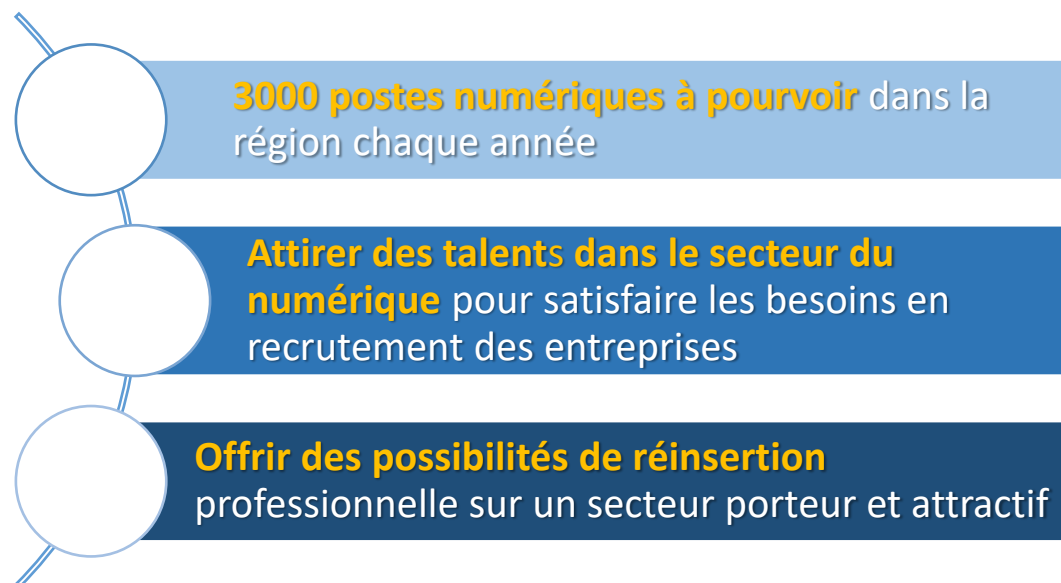 3000 postes numériques à pourvoir dans la
région chaque année
Attirer des talents dans le secteur du
numérique pour satisfaire les besoins en
recrutement des entreprises
Offrir des possibilités de réinsertion
professionnelle sur un secteur porteur et attractif